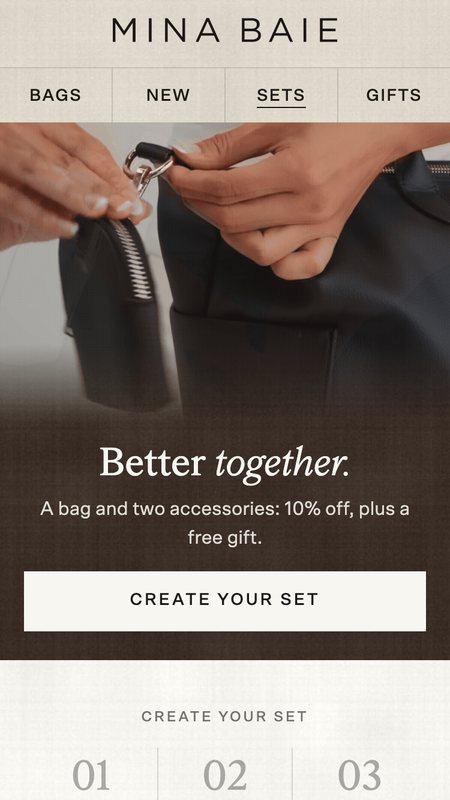 MINA BAIE
BAGS NEW SETS GIFTS
Better together.
A bag and two accessories: 10% off, plus a
free gift.
CREATE YOUR SET
CREATE YOUR SET
01 02 03